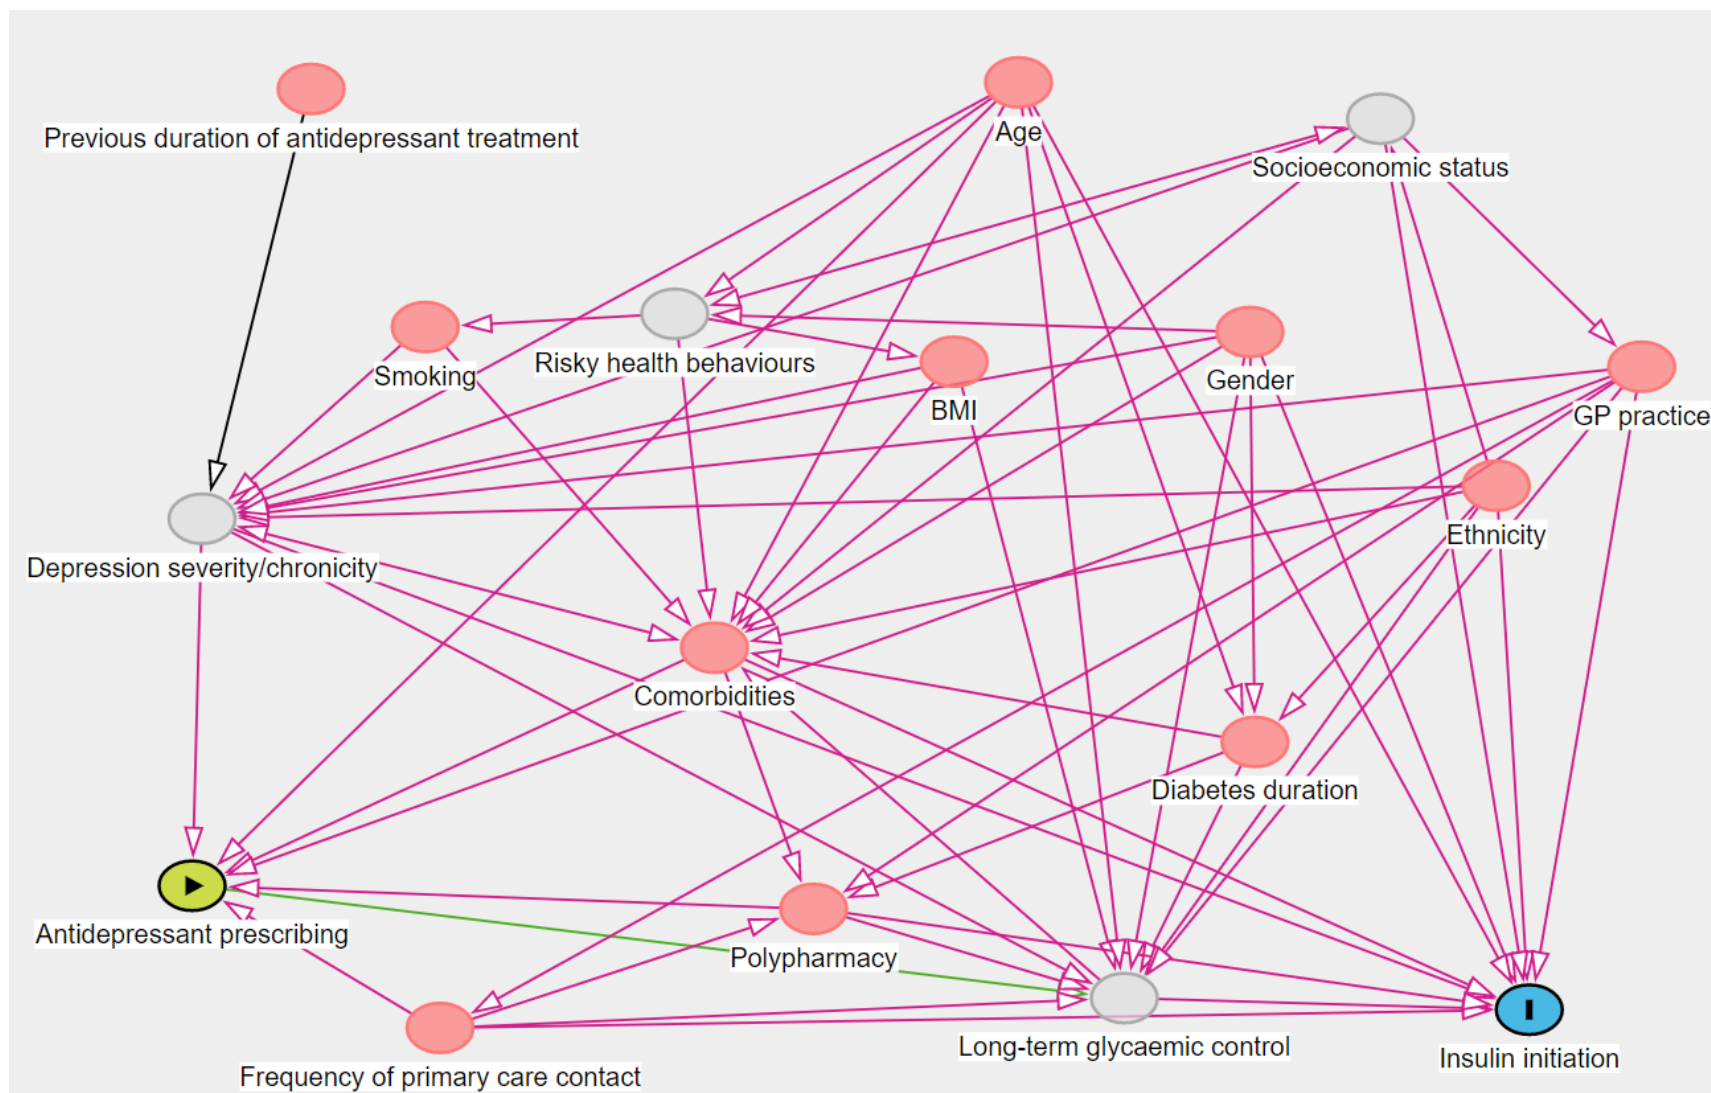 Previous duration of antidepressant treatment
Age
Socioeconomic status
Smoking
Risky health behaviours
BMI
Gender
GP practice
Ethnicity
Depression severity/chronicity
Comorbidities
Diabetes duration
Antidepressant prescribing
Polypharmacy
Long-term glycaemic control
Insulin initiation
Frequency of primary care contact